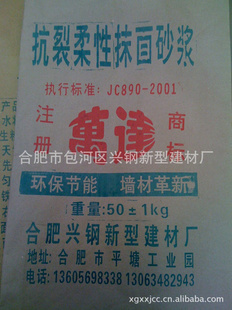 抗裂柔性抹面砂浆
执行标准：JC890-2001
注册 萬達 商标
合肥市包河区兴钢新型建材厂
环保节能 墙材革新
重量：50±1kg
合肥兴钢新型建材厂
地址：合肥市平塘工业园
电话：13605698338 13063482943
xgxxjcc.1688.com